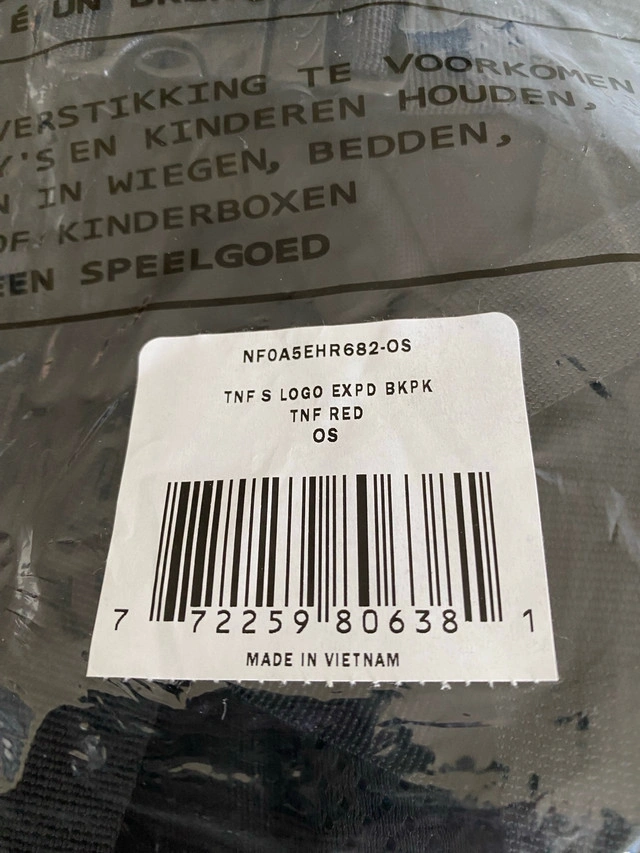 É UN
VERSTIKKING TE VOORKOMEN
Y'S EN KINDEREN HOUDEN,
N IN WIEGEN, BEDDEN,
OF KINDERBOXEN
EEN SPEELGOED
NF0A5EHR682-OS
TNF S LOGO EXPD BKPK
TNF RED
OS
7 72259 80638 1
MADE IN VIETNAM